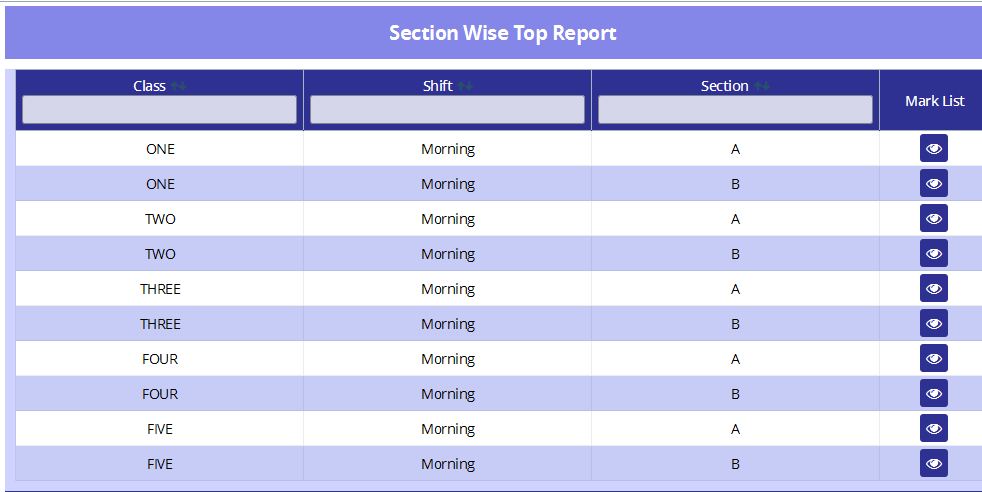 Section Wise Top Report
Class Shift Section Mark List
ONE Morning A
ONE Morning B
TWO Morning A
TWO Morning B
THREE Morning A
THREE Morning B
FOUR Morning A
FOUR Morning B
FIVE Morning A
FIVE Morning B